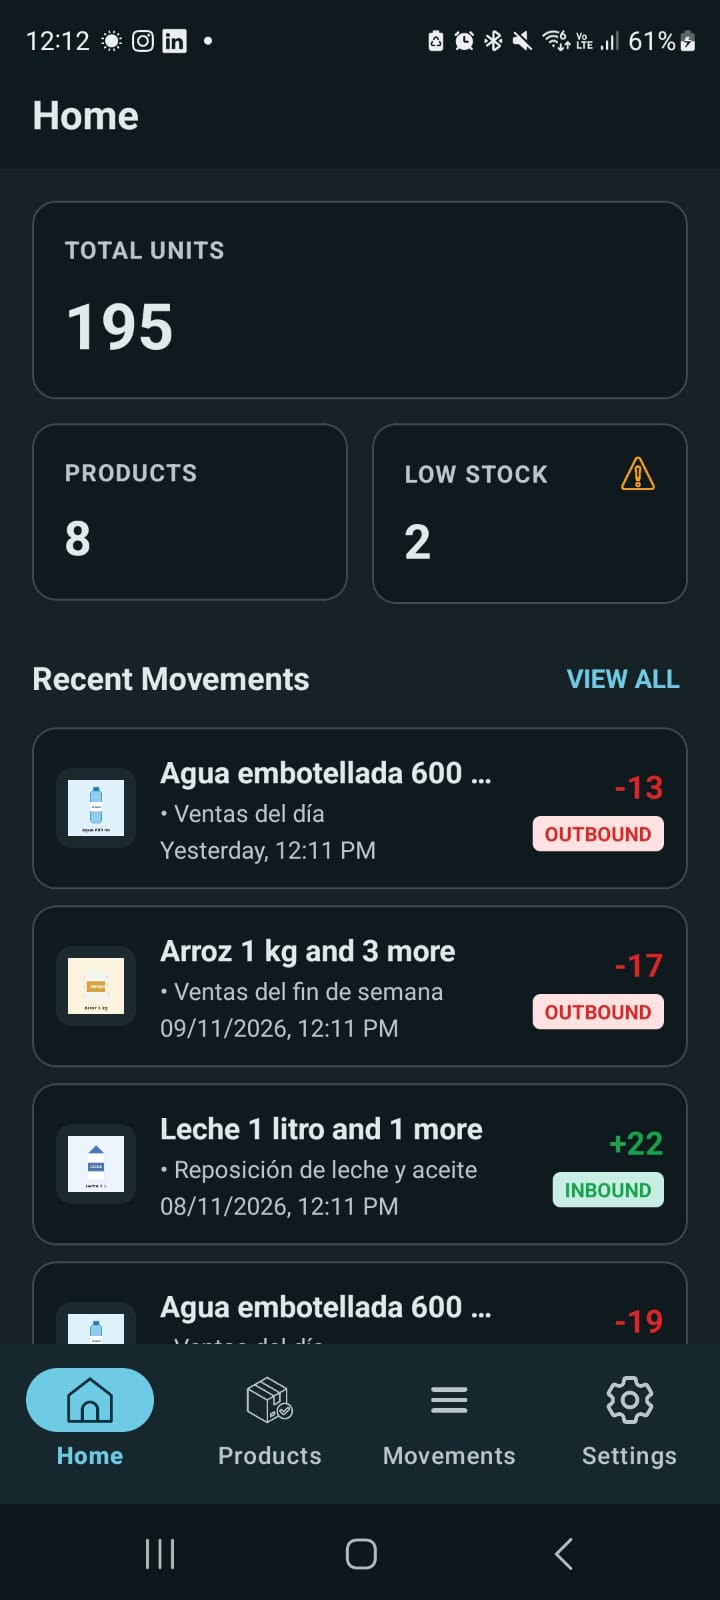 12:12
61%
Home
TOTAL UNITS
195
PRODUCTS
8
LOW STOCK
2
Recent Movements
VIEW ALL
Agua embotellada 600 ...
• Ventas del día
Yesterday, 12:11 PM
-13
OUTBOUND
Arroz 1 kg and 3 more
• Ventas del fin de semana
09/11/2026, 12:11 PM
-17
OUTBOUND
Leche 1 litro and 1 more
• Reposición de leche y aceite
08/11/2026, 12:11 PM
+22
INBOUND
Agua embotellada 600 ...
-19
Home
Products
Movements
Settings